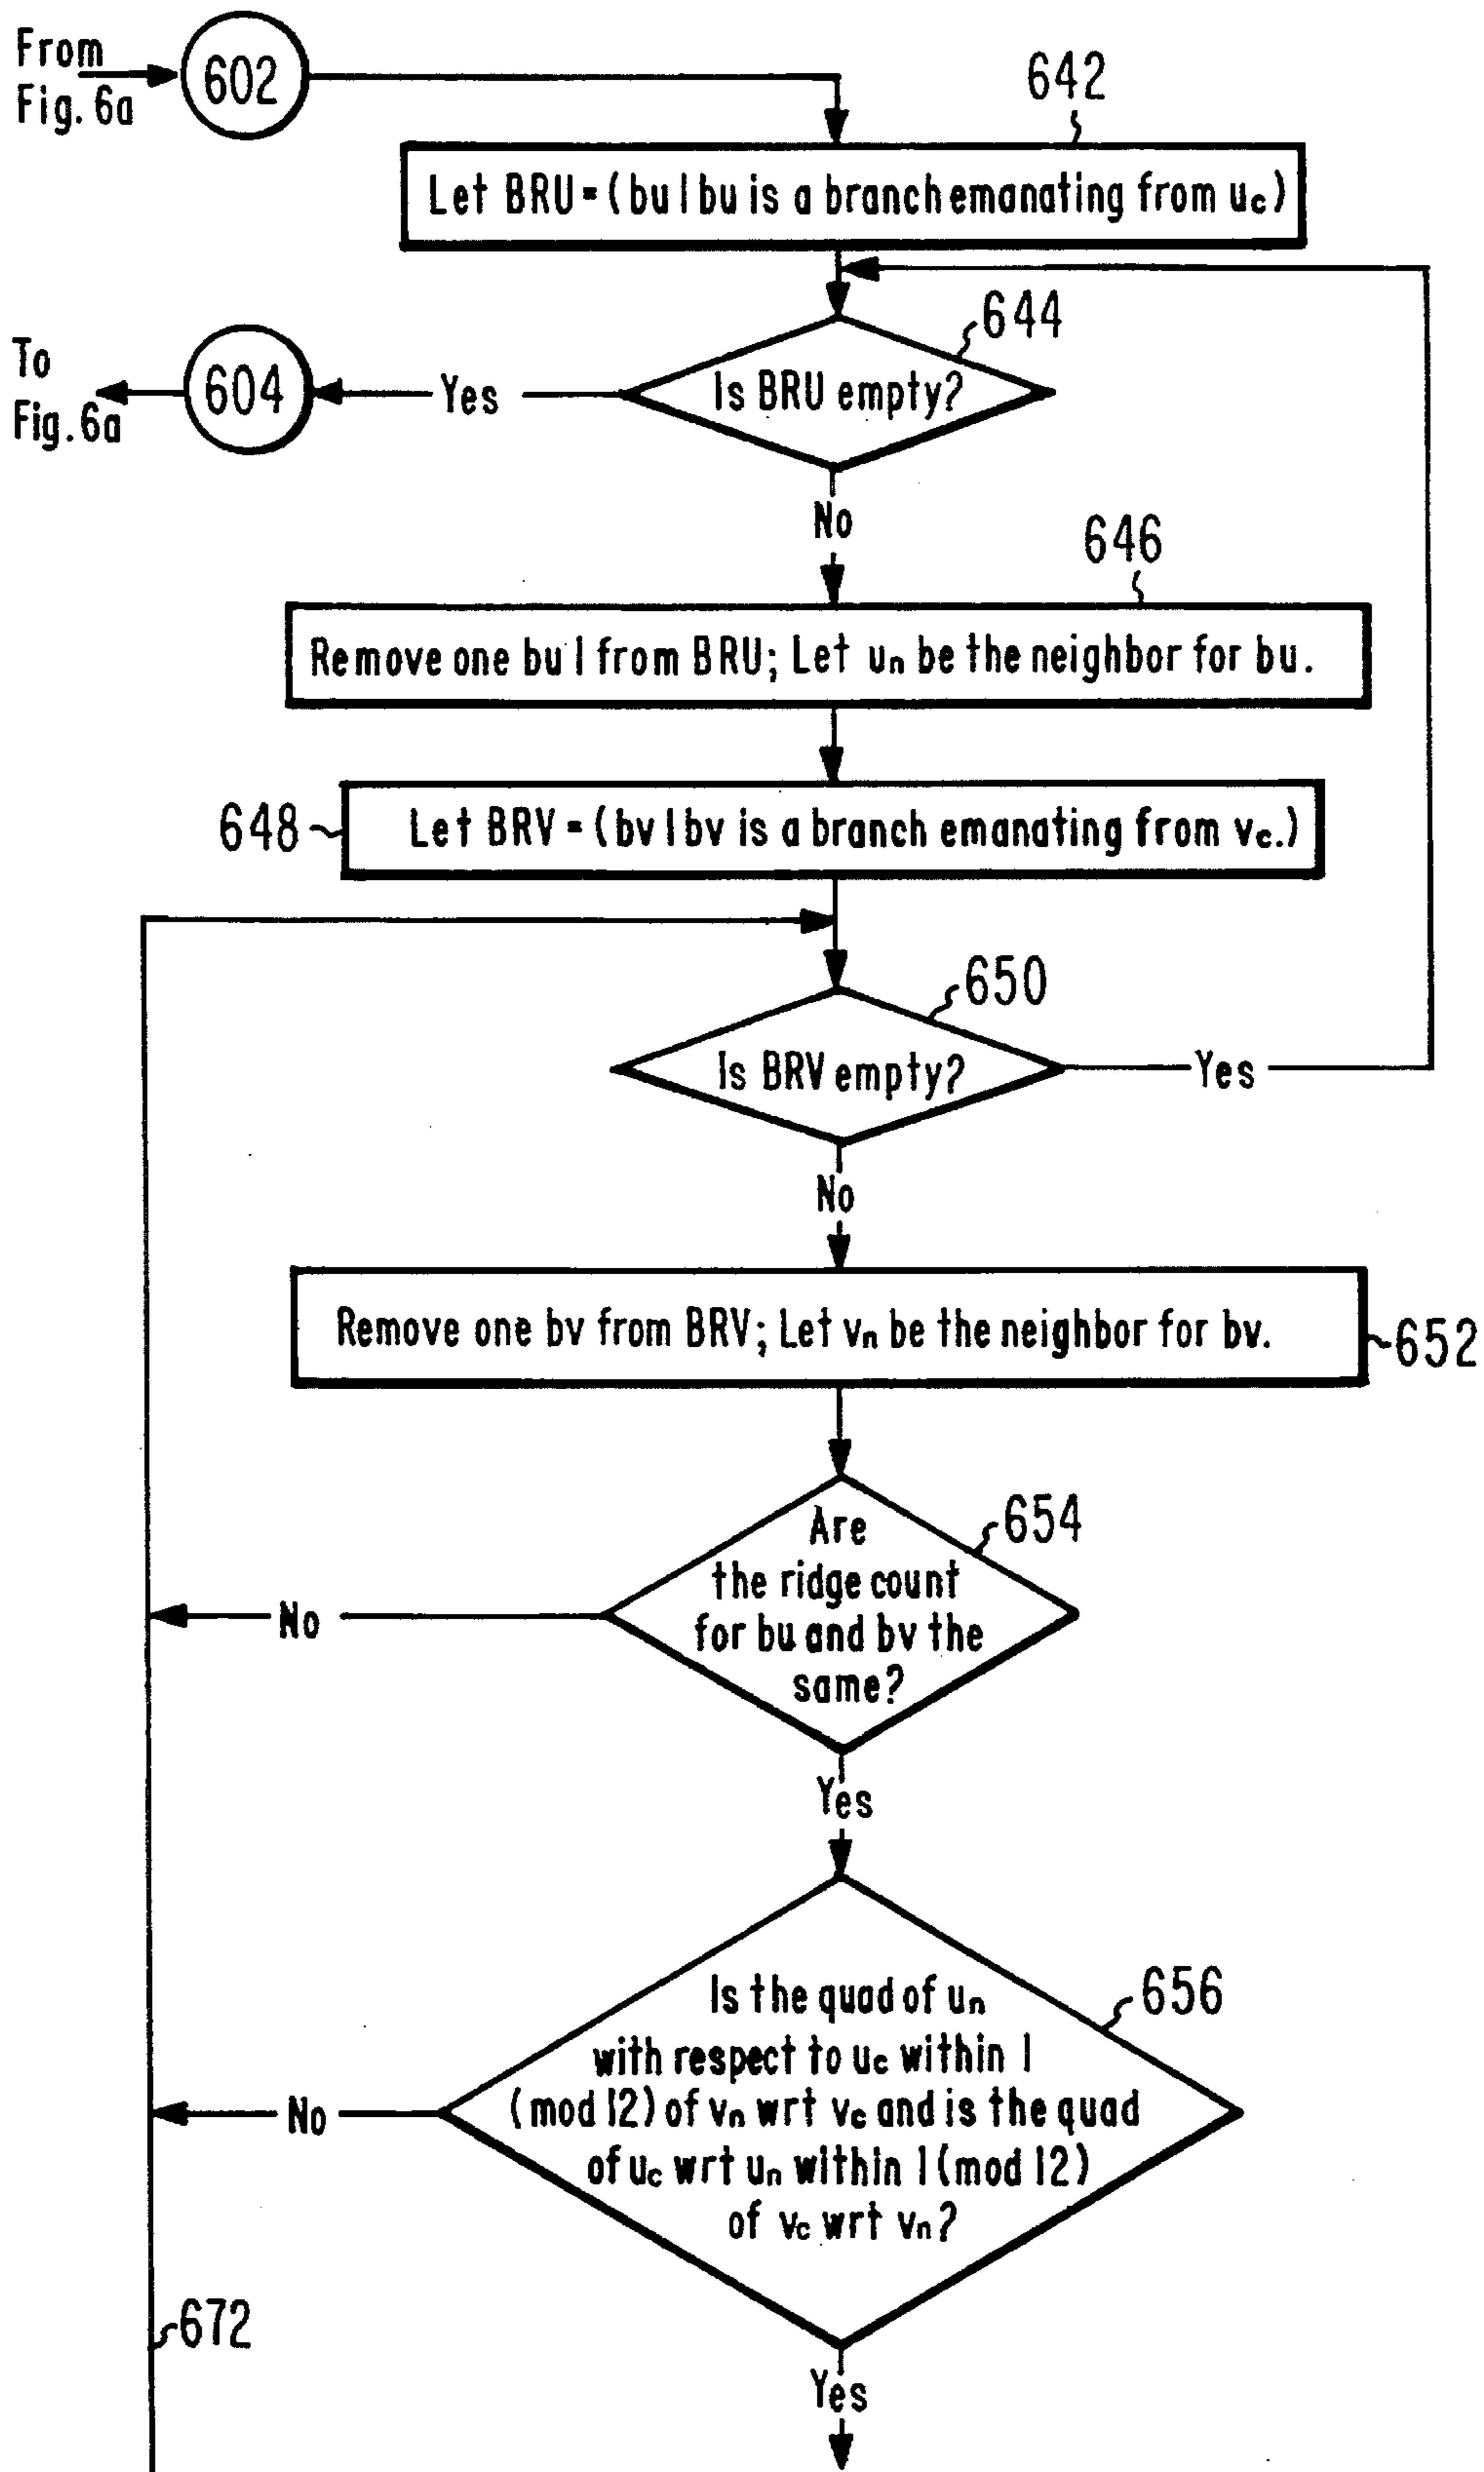 From
Fig. 6a
602
642
Let BRU = ( bu | bu is a branch emanating from uc )
644
To
Fig. 6a
604
Yes
Is BRU empty?
No
646
Remove one bu | from BRU; Let un be the neighbor for bu.
648
Let BRV = ( bv | bv is a branch emanating from vc. )
650
Is BRV empty?
Yes
No
Remove one bv from BRV; Let vn be the neighbor for bv.
652
654
Are
the ridge count
for bu and bv the
same?
No
Yes
656
Is the quad of un
with respect to uc within 1
(mod 12) of vn wrt vc and is the quad
of uc wrt un within 1 (mod 12)
of vc wrt vn?
No
672
Yes